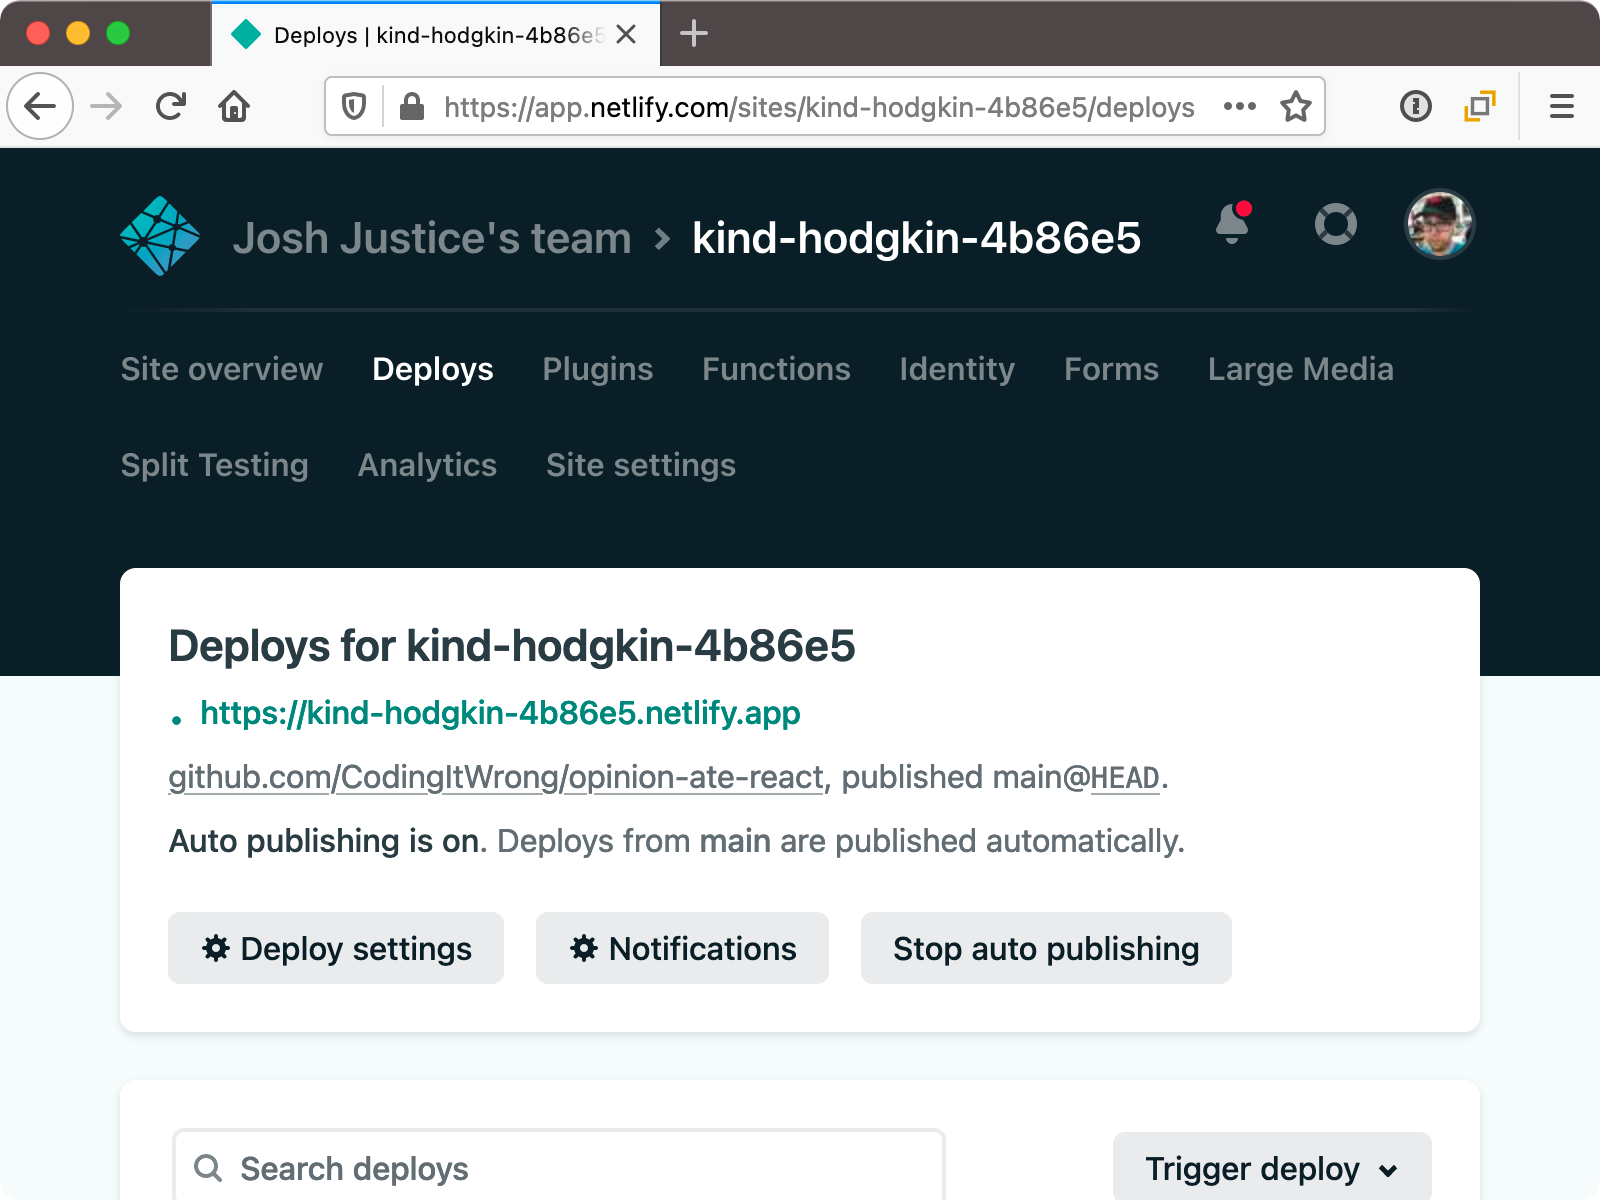 Deploys | kind-hodgkin-4b86e5
https://app.netlify.com/sites/kind-hodgkin-4b86e5/deploys
Josh Justice's team > kind-hodgkin-4b86e5
Site overview Deploys Plugins Functions Identity Forms Large Media
Split Testing Analytics Site settings
Deploys for kind-hodgkin-4b86e5
https://kind-hodgkin-4b86e5.netlify.app
github.com/CodingItWrong/opinion-ate-react, published main@HEAD.
Auto publishing is on. Deploys from main are published automatically.
Deploy settings Notifications Stop auto publishing
Search deploys Trigger deploy